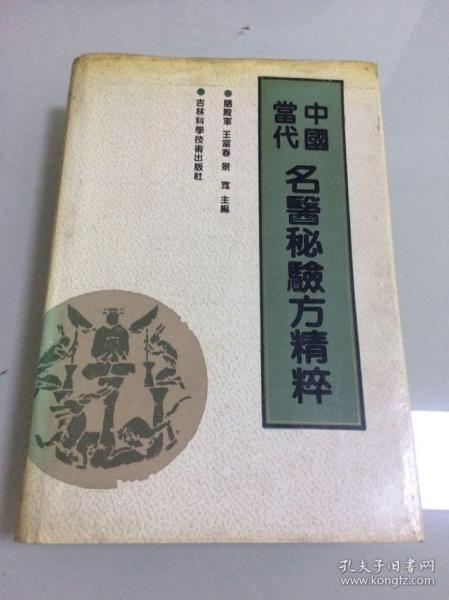 中國
當代
名醫秘驗方精粹
● 殿軍 王富春 景 寬 主編
● 吉林科學技術出版社
孔夫子旧书网
www.kongfz.com